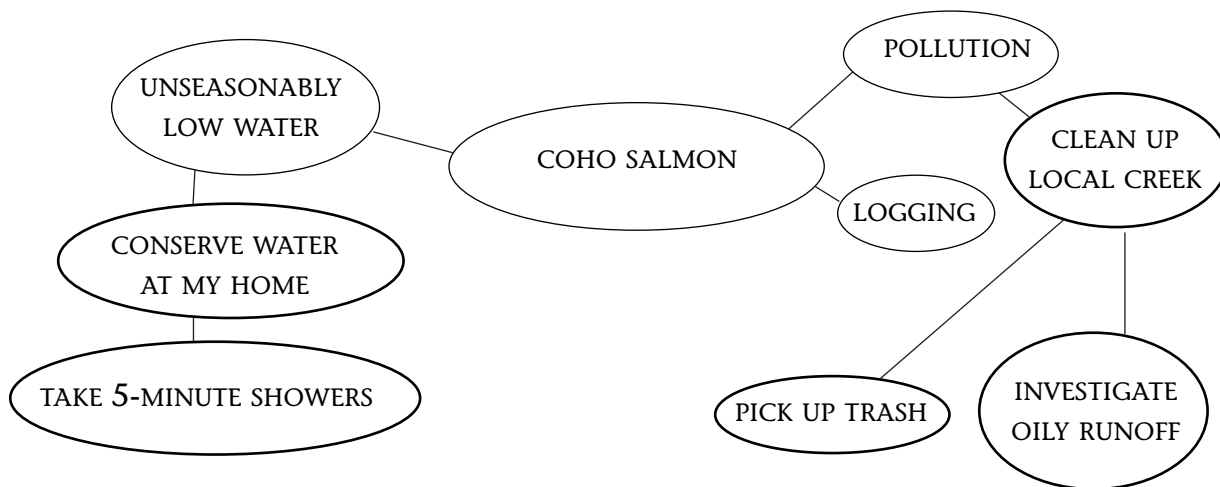 UNSEASONABLY
LOW WATER
COHO SALMON
POLLUTION
CLEAN UP
LOCAL CREEK
LOGGING
CONSERVE WATER
AT MY HOME
TAKE 5-MINUTE SHOWERS
PICK UP TRASH
INVESTIGATE
OILY RUNOFF